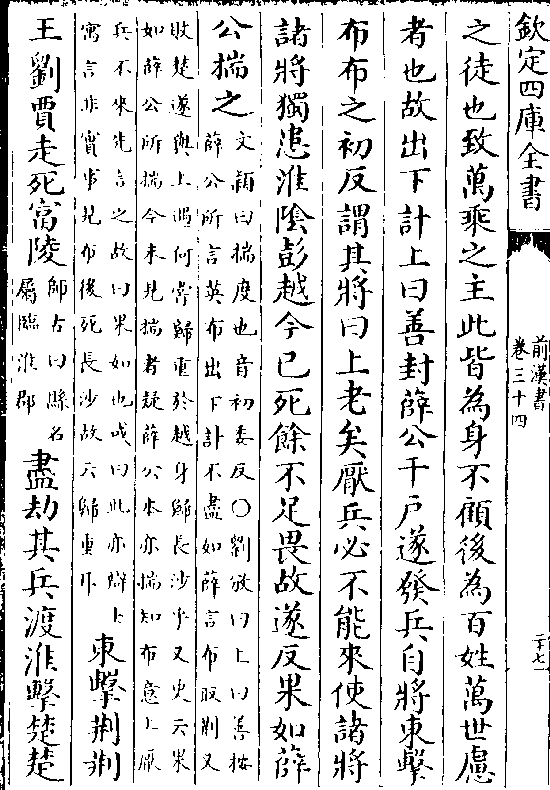 欽定四庫全書
前漢書
卷三十四
二十七
之徒也致萬乘之主此皆為身不顧後為百姓萬世慮
者也故出下計上曰善封薛公千户遂發兵自將東擊
布布之初反謂其將曰上老矣厭兵必不能來使諸將
諸將獨患淮陰彭越今已死餘不足畏故遂反果如薛
公揣之
文穎曰揣度也音初委反○劉攽曰上曰善按
薛公所言英布出下計不盡如薛言布取荆又
敗楚遂與上遇何嘗歸重於越身歸長沙乎又史云果
如薛公所揣今未見揣者疑薛公本亦揣知布意上厭
兵不來先言之故曰果如也或曰此亦辯士
寓言非實事見布後死長沙故云歸重耳
東擊荆荆
王劉賈走死富陵
師古曰縣名
屬臨淮郡
盡劫其兵渡淮擊楚楚